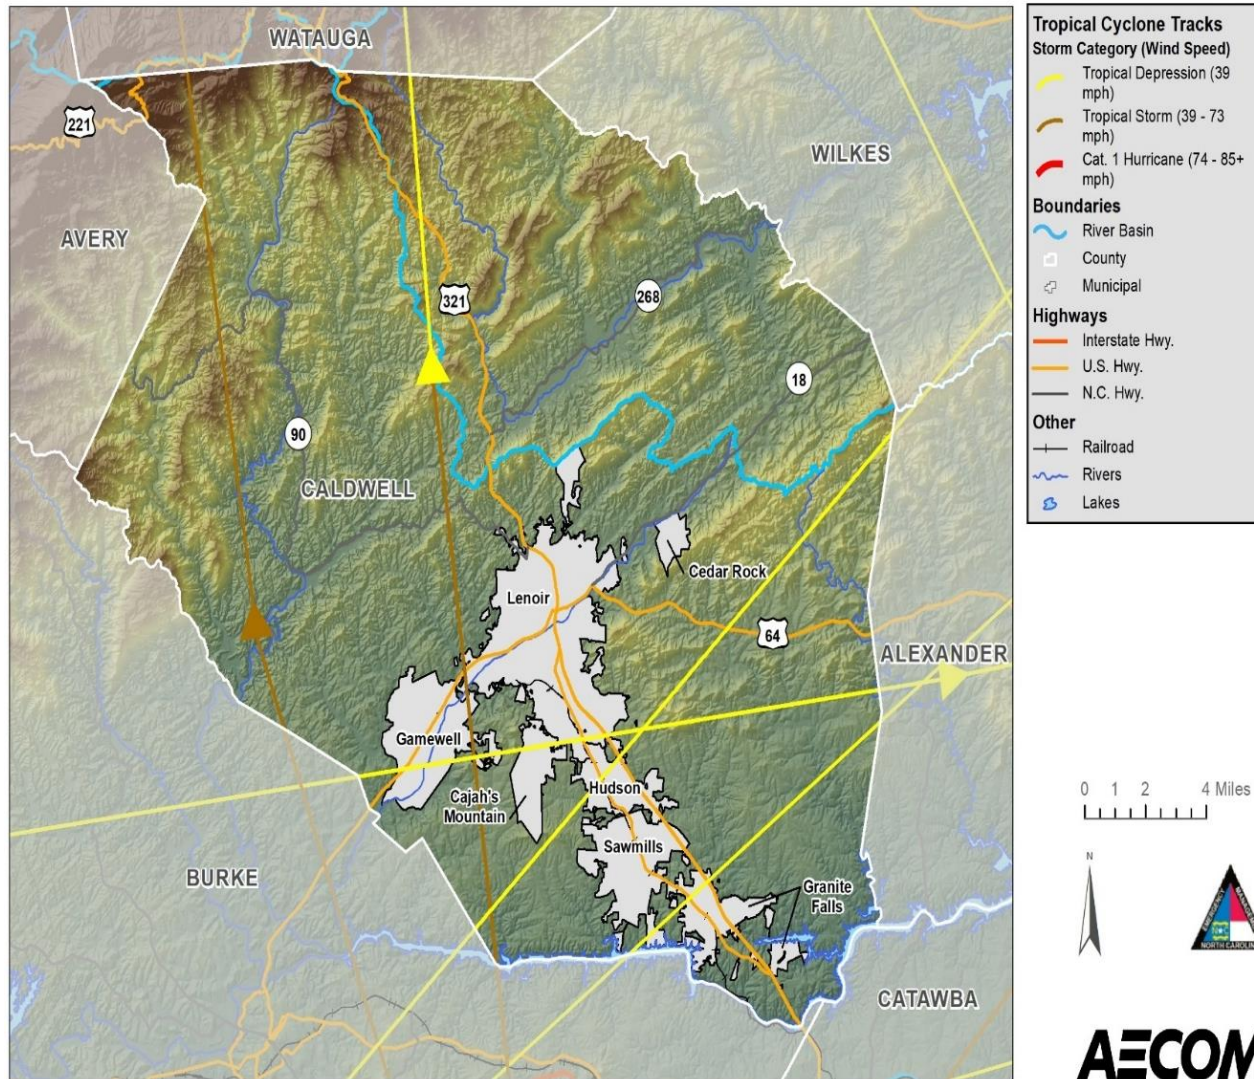 WATAUGA
221
WILKES
AVERY
321
268
18
90
CALDWELL
Cedar Rock
Lenoir
64
ALEXANDER
Gamewell
Hudson
Cajah's
Mountain
Sawmills
BURKE
Granite
Falls
CATAWBA
Tropical Cyclone Tracks
Storm Category (Wind Speed)
Tropical Depression (39
mph)
Tropical Storm (39 - 73
mph)
Cat. 1 Hurricane (74 - 85+
mph)
Boundaries
River Basin
County
Municipal
Highways
Interstate Hwy.
U.S. Hwy.
N.C. Hwy.
Other
Railroad
Rivers
Lakes
0 1 2 4 Miles
N
EMERGENCY
NORTH CAROLIN
AECOM